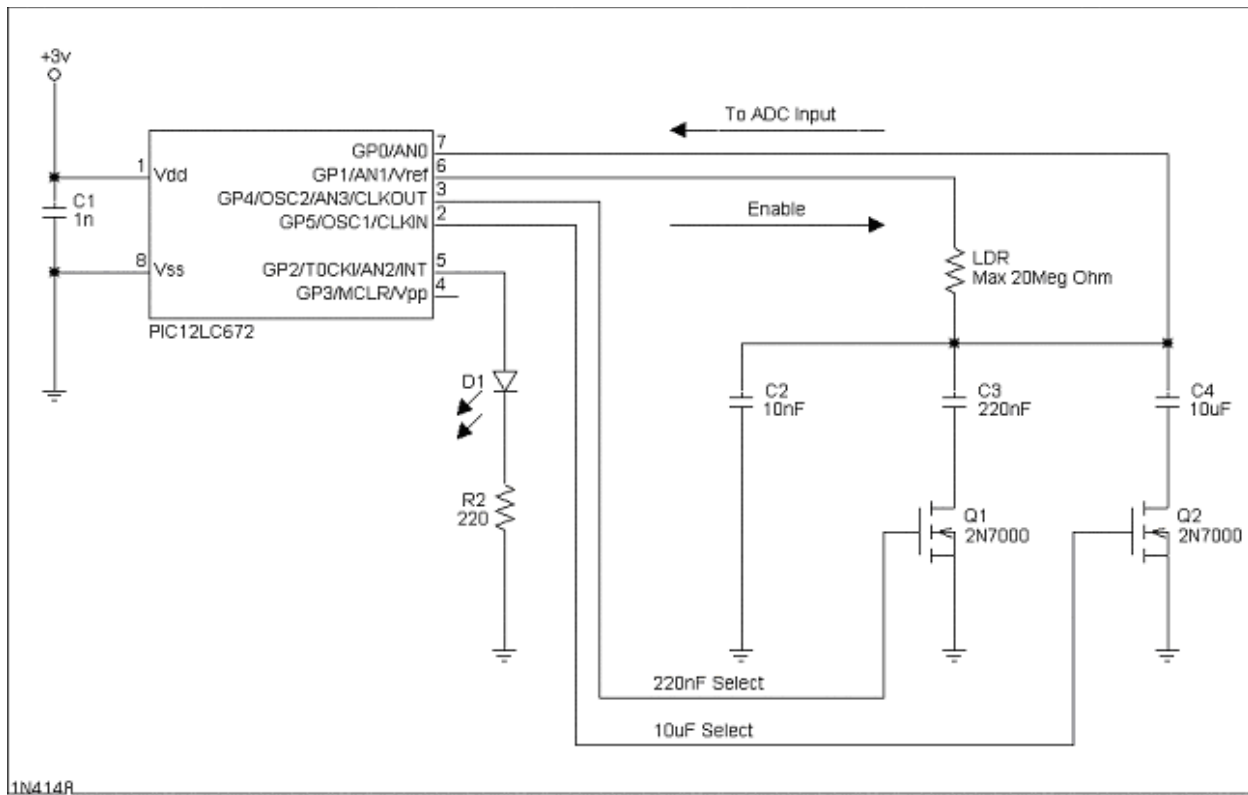 +3v
To ADC Input
GP0/AN0
7
1
Vdd
GP1/AN1/Vref
6
GP4/OSC2/AN3/CLKOUT
3
C1
1n
GP5/OSC1/CLKIN
2
Enable
8
Vss
GP2/T0CKI/AN2/INT
5
GP3/MCLR/Vpp
4
LDR
Max 20Meg Ohm
PIC12LC672
D1
C2
10nF
C3
220nF
C4
10uF
R2
220
Q1
2N7000
Q2
2N7000
220nF Select
10uF Select